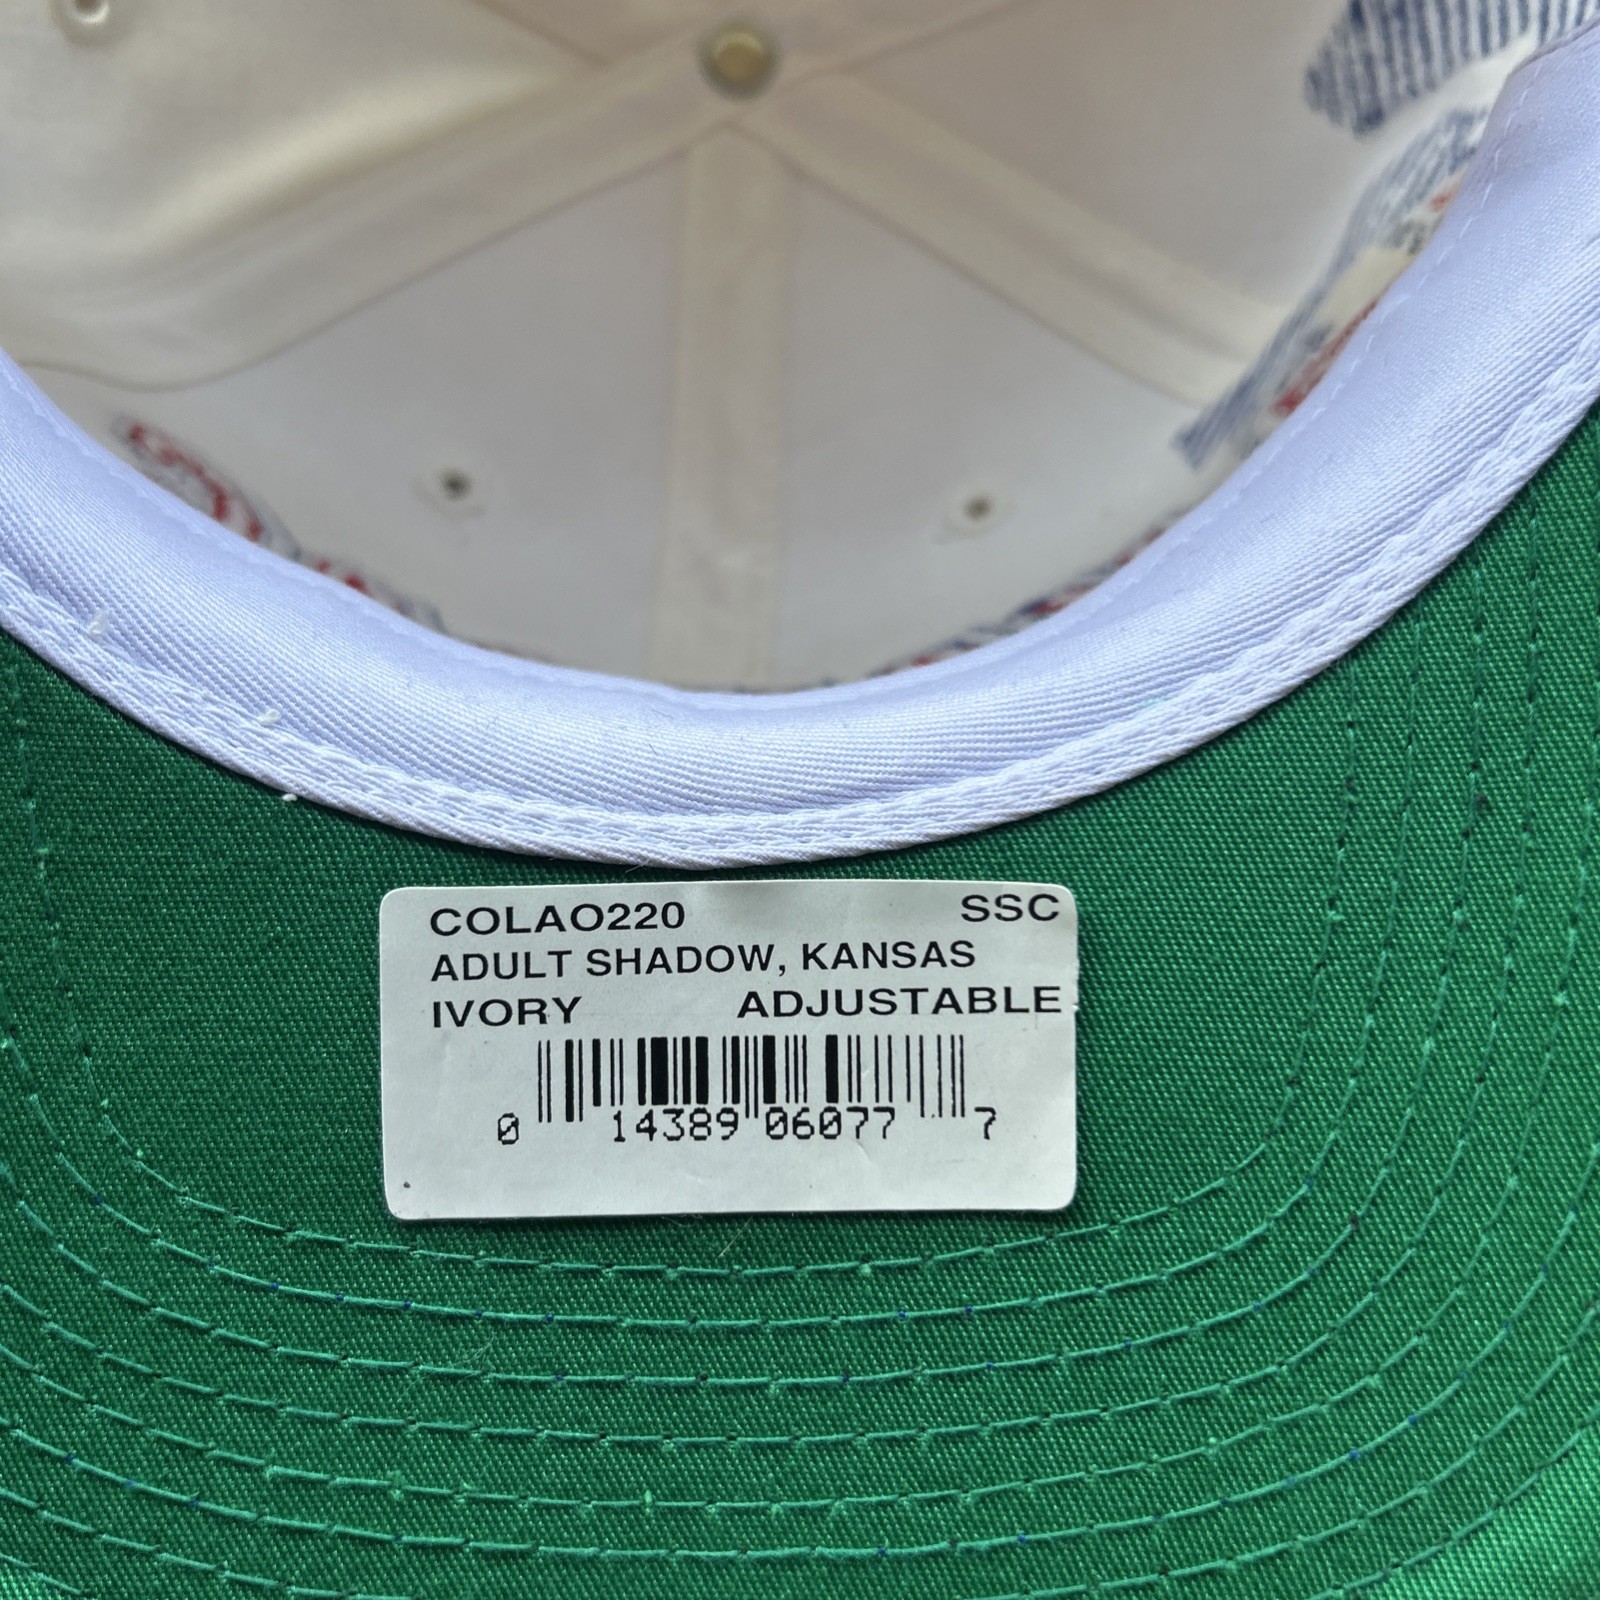 COLAO220 SSC
ADULT SHADOW, KANSAS
IVORY ADJUSTABLE
0 14389 06077 7